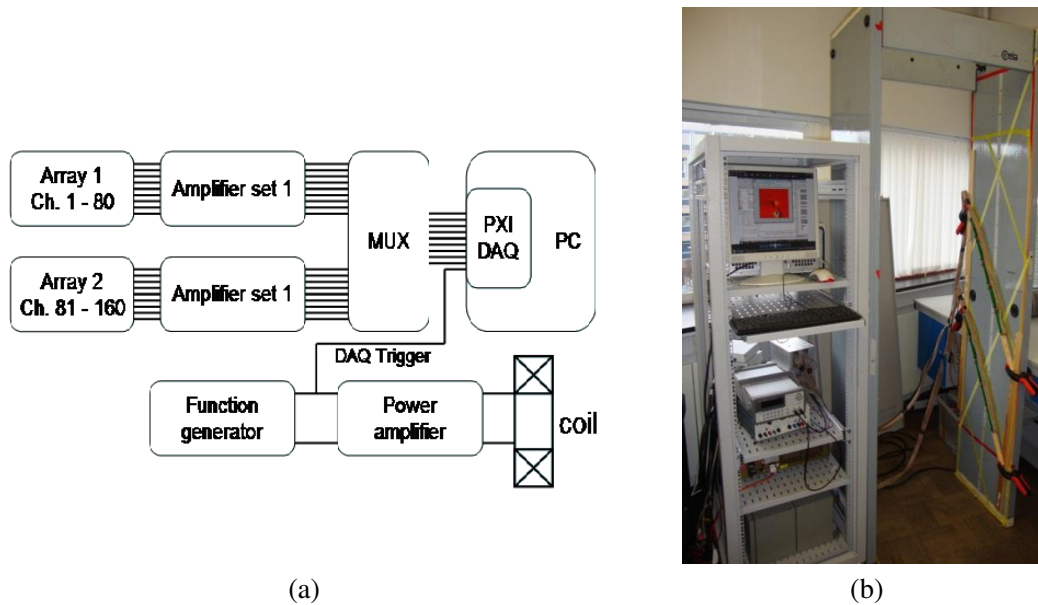 Array 1
Ch. 1 - 80
Amplifier set 1
MUX
PXI
DAQ
PC
Array 2
Ch. 81 - 160
Amplifier set 1
DAQ Trigger
Function
generator
Power
amplifier
coil
(a)
(b)